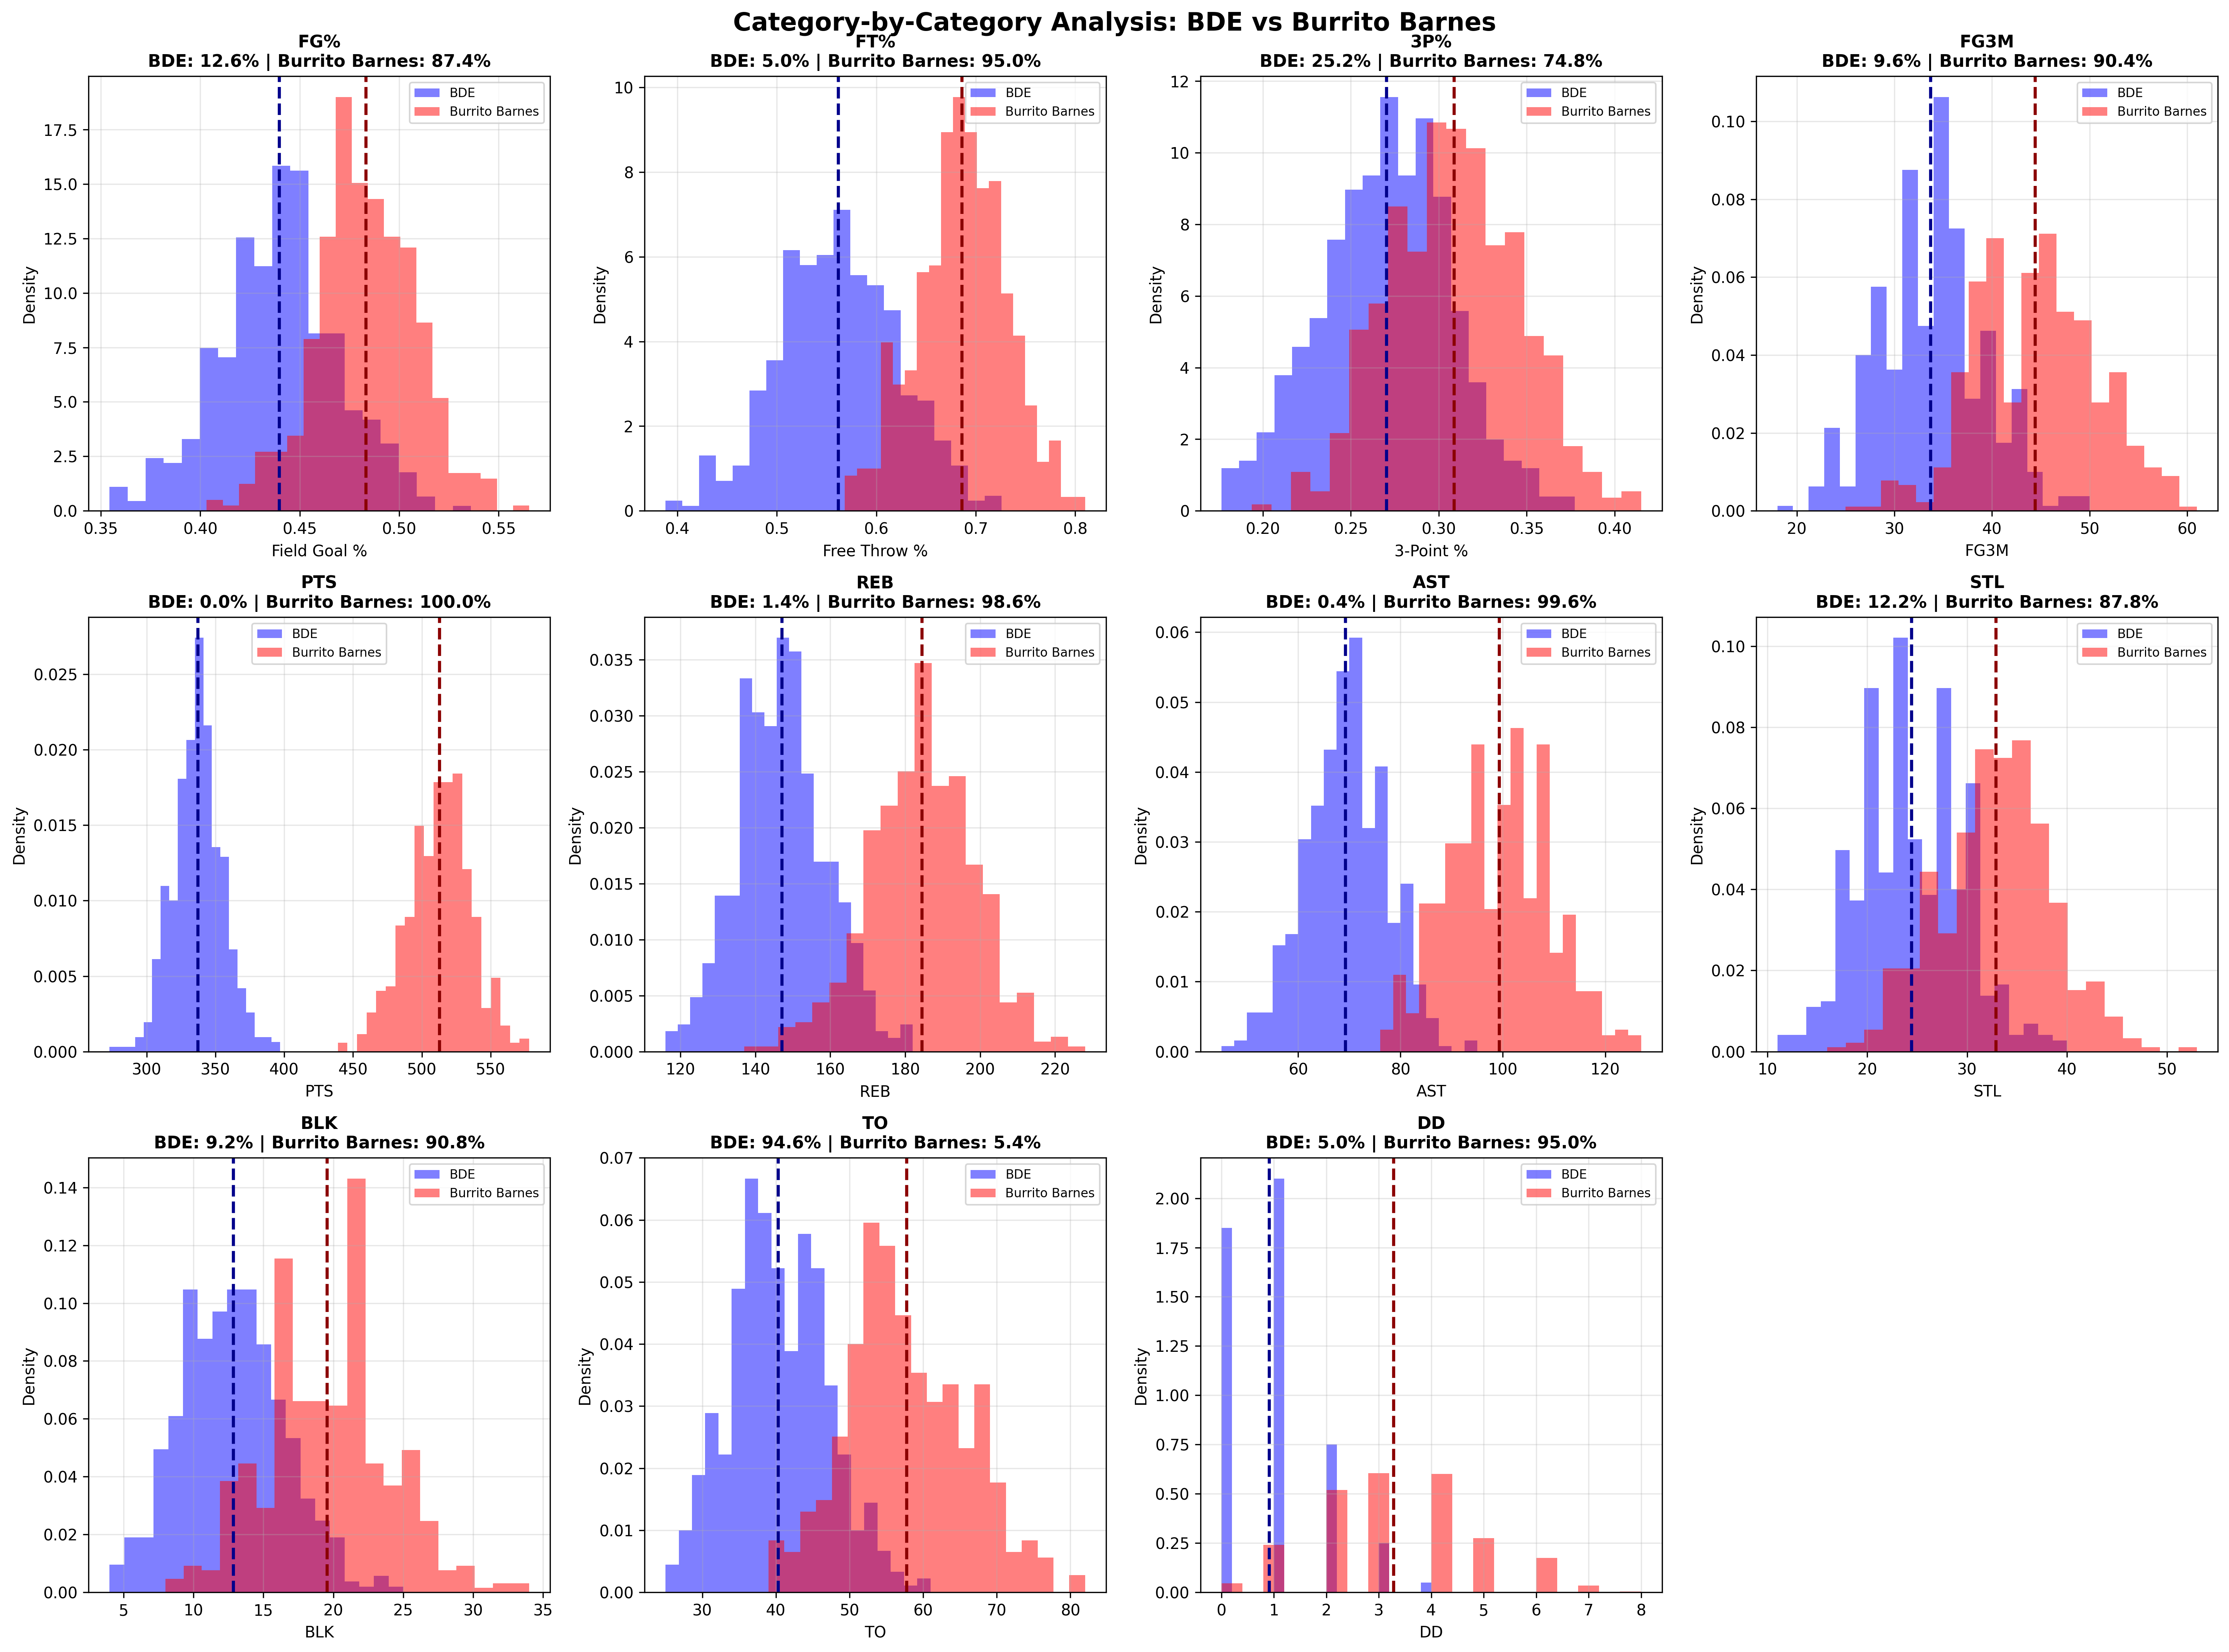 Category-by-Category Analysis: BDE vs Burrito Barnes
FG%
BDE: 12.6% | Burrito Barnes: 87.4%
BDE
Burrito Barnes
Density
17.5
15.0
12.5
10.0
7.5
5.0
2.5
0.0
0.35
0.40
0.45
0.50
0.55
Field Goal %
FT%
BDE: 5.0% | Burrito Barnes: 95.0%
BDE
Burrito Barnes
Density
10
8
6
4
2
0
0.4
0.5
0.6
0.7
0.8
Free Throw %
3P%
BDE: 25.2% | Burrito Barnes: 74.8%
BDE
Burrito Barnes
Density
12
10
8
6
4
2
0
0.20
0.25
0.30
0.35
0.40
3-Point %
FG3M
BDE: 9.6% | Burrito Barnes: 90.4%
BDE
Burrito Barnes
Density
0.10
0.08
0.06
0.04
0.02
0.00
20
30
40
50
60
FG3M
PTS
BDE: 0.0% | Burrito Barnes: 100.0%
BDE
Burrito Barnes
Density
0.025
0.020
0.015
0.010
0.005
0.000
300
350
400
450
500
550
PTS
REB
BDE: 1.4% | Burrito Barnes: 98.6%
BDE
Burrito Barnes
Density
0.035
0.030
0.025
0.020
0.015
0.010
0.005
0.000
120
140
160
180
200
220
REB
AST
BDE: 0.4% | Burrito Barnes: 99.6%
BDE
Burrito Barnes
Density
0.06
0.05
0.04
0.03
0.02
0.01
0.00
60
80
100
120
AST
STL
BDE: 12.2% | Burrito Barnes: 87.8%
BDE
Burrito Barnes
Density
0.10
0.08
0.06
0.04
0.02
0.00
10
20
30
40
50
STL
BLK
BDE: 9.2% | Burrito Barnes: 90.8%
BDE
Burrito Barnes
Density
0.14
0.12
0.10
0.08
0.06
0.04
0.02
0.00
5
10
15
20
25
30
35
BLK
TO
BDE: 94.6% | Burrito Barnes: 5.4%
BDE
Burrito Barnes
Density
0.07
0.06
0.05
0.04
0.03
0.02
0.01
0.00
30
40
50
60
70
80
TO
DD
BDE: 5.0% | Burrito Barnes: 95.0%
BDE
Burrito Barnes
Density
2.00
1.75
1.50
1.25
1.00
0.75
0.50
0.25
0.00
0
1
2
3
4
5
6
7
8
DD